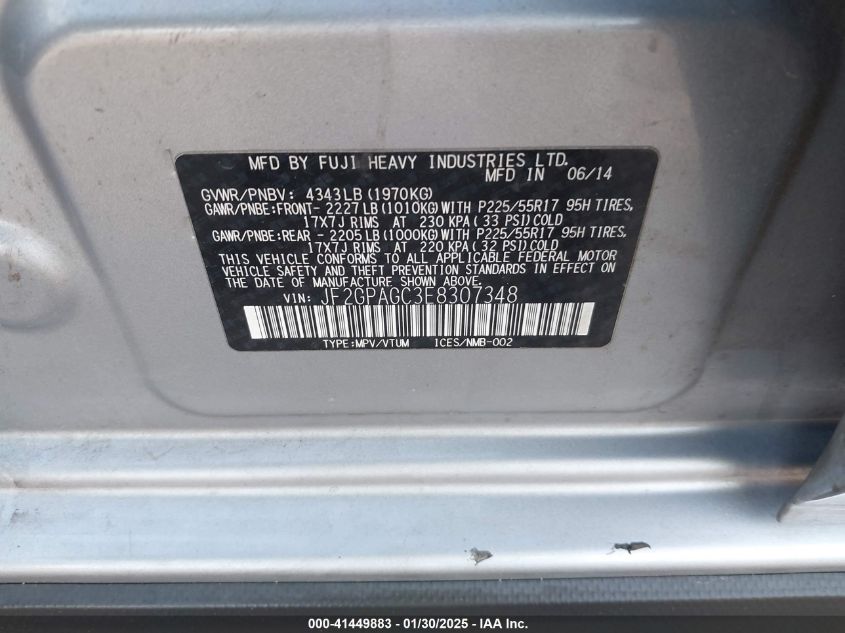 MFD BY FUJI HEAVY INDUSTRIES LTD.
MFD IN 06/14
GVWR/PNBV: 4343LB (1970KG)
GAWR/PNBE:FRONT- 2227LB (1010KG) WITH P225/55R17 95H TIRES,
17X7J RIMS AT 230 KPA (33 PSI) COLD
GAWR/PNBE:REAR - 2205LB (1000KG) WITH P225/55R17 95H TIRES,
17X7J RIMS AT 220 KPA (32 PSI) COLD
THIS VEHICLE CONFORMS TO ALL APPLICABLE FEDERAL MOTOR
VEHICLE SAFETY AND THEFT PREVENTION STANDARDS IN EFFECT
ON THE DATE OF MANUFACTURE SHOWN ABOVE.
VIN: JF2GPAGC3E8307348
TYPE:MPV/VTUM ICES/NMB-002
000-41449883 - 01/30/2025 - IAA Inc.